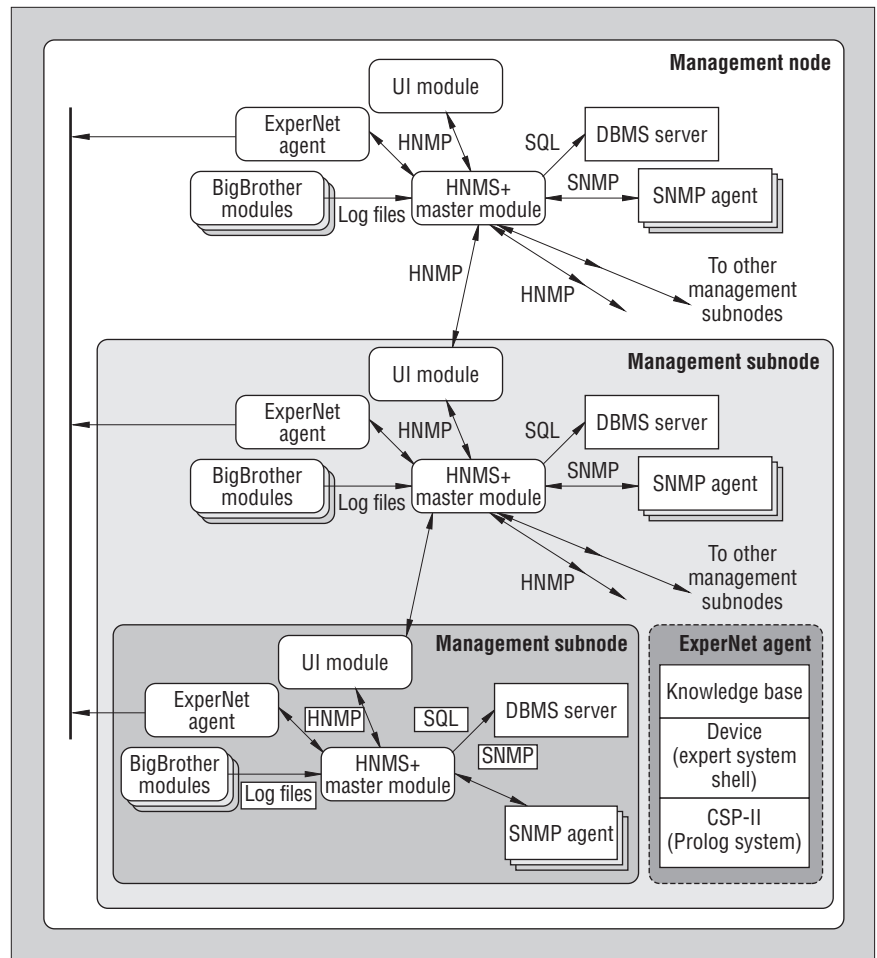 Management node
UI module
ExperNet
agent
HNMP
SQL
DBMS server
BigBrother
modules
Log files
HNMS+
master module
SNMP
SNMP agent
HNMP
HNMP
To other
management
subnodes
Management subnode
UI module
ExperNet
agent
HNMP
SQL
DBMS server
BigBrother
modules
Log files
HNMS+
master module
SNMP
SNMP agent
HNMP
To other
management
subnodes
Management subnode
UI module
ExperNet
agent
HNMP
SQL
DBMS server
BigBrother
modules
Log files
HNMS+
master module
SNMP
SNMP agent
ExperNet agent
Knowledge base
Device
(expert system
shell)
CSP-II
(Prolog system)